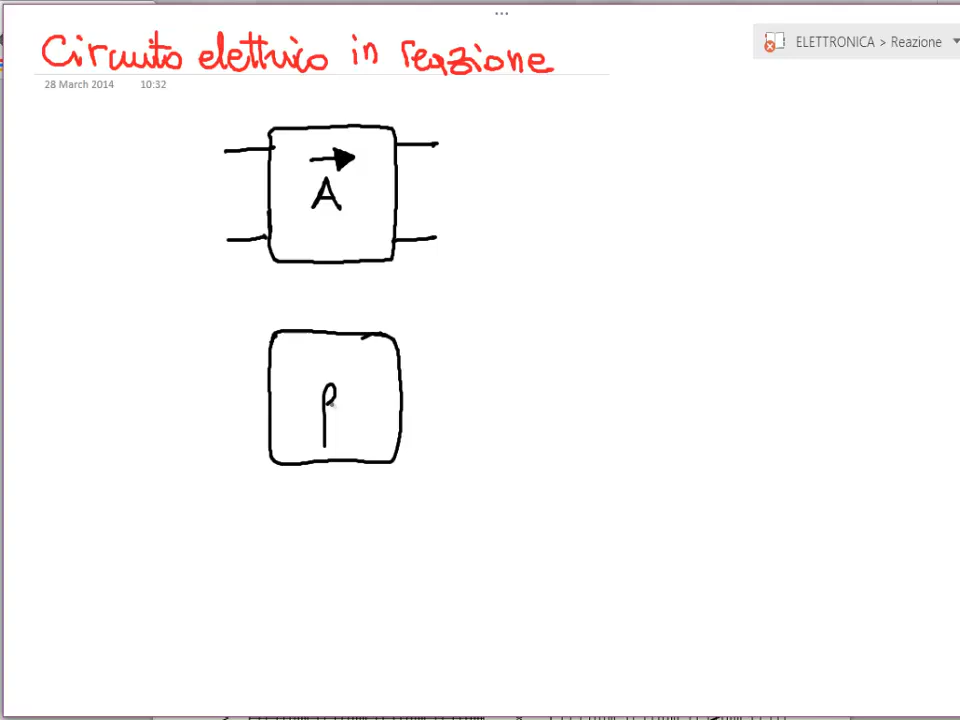 Circuito elettrico in reazione
ELETTRONICA > Reazione
28 March 2014 10:32
A